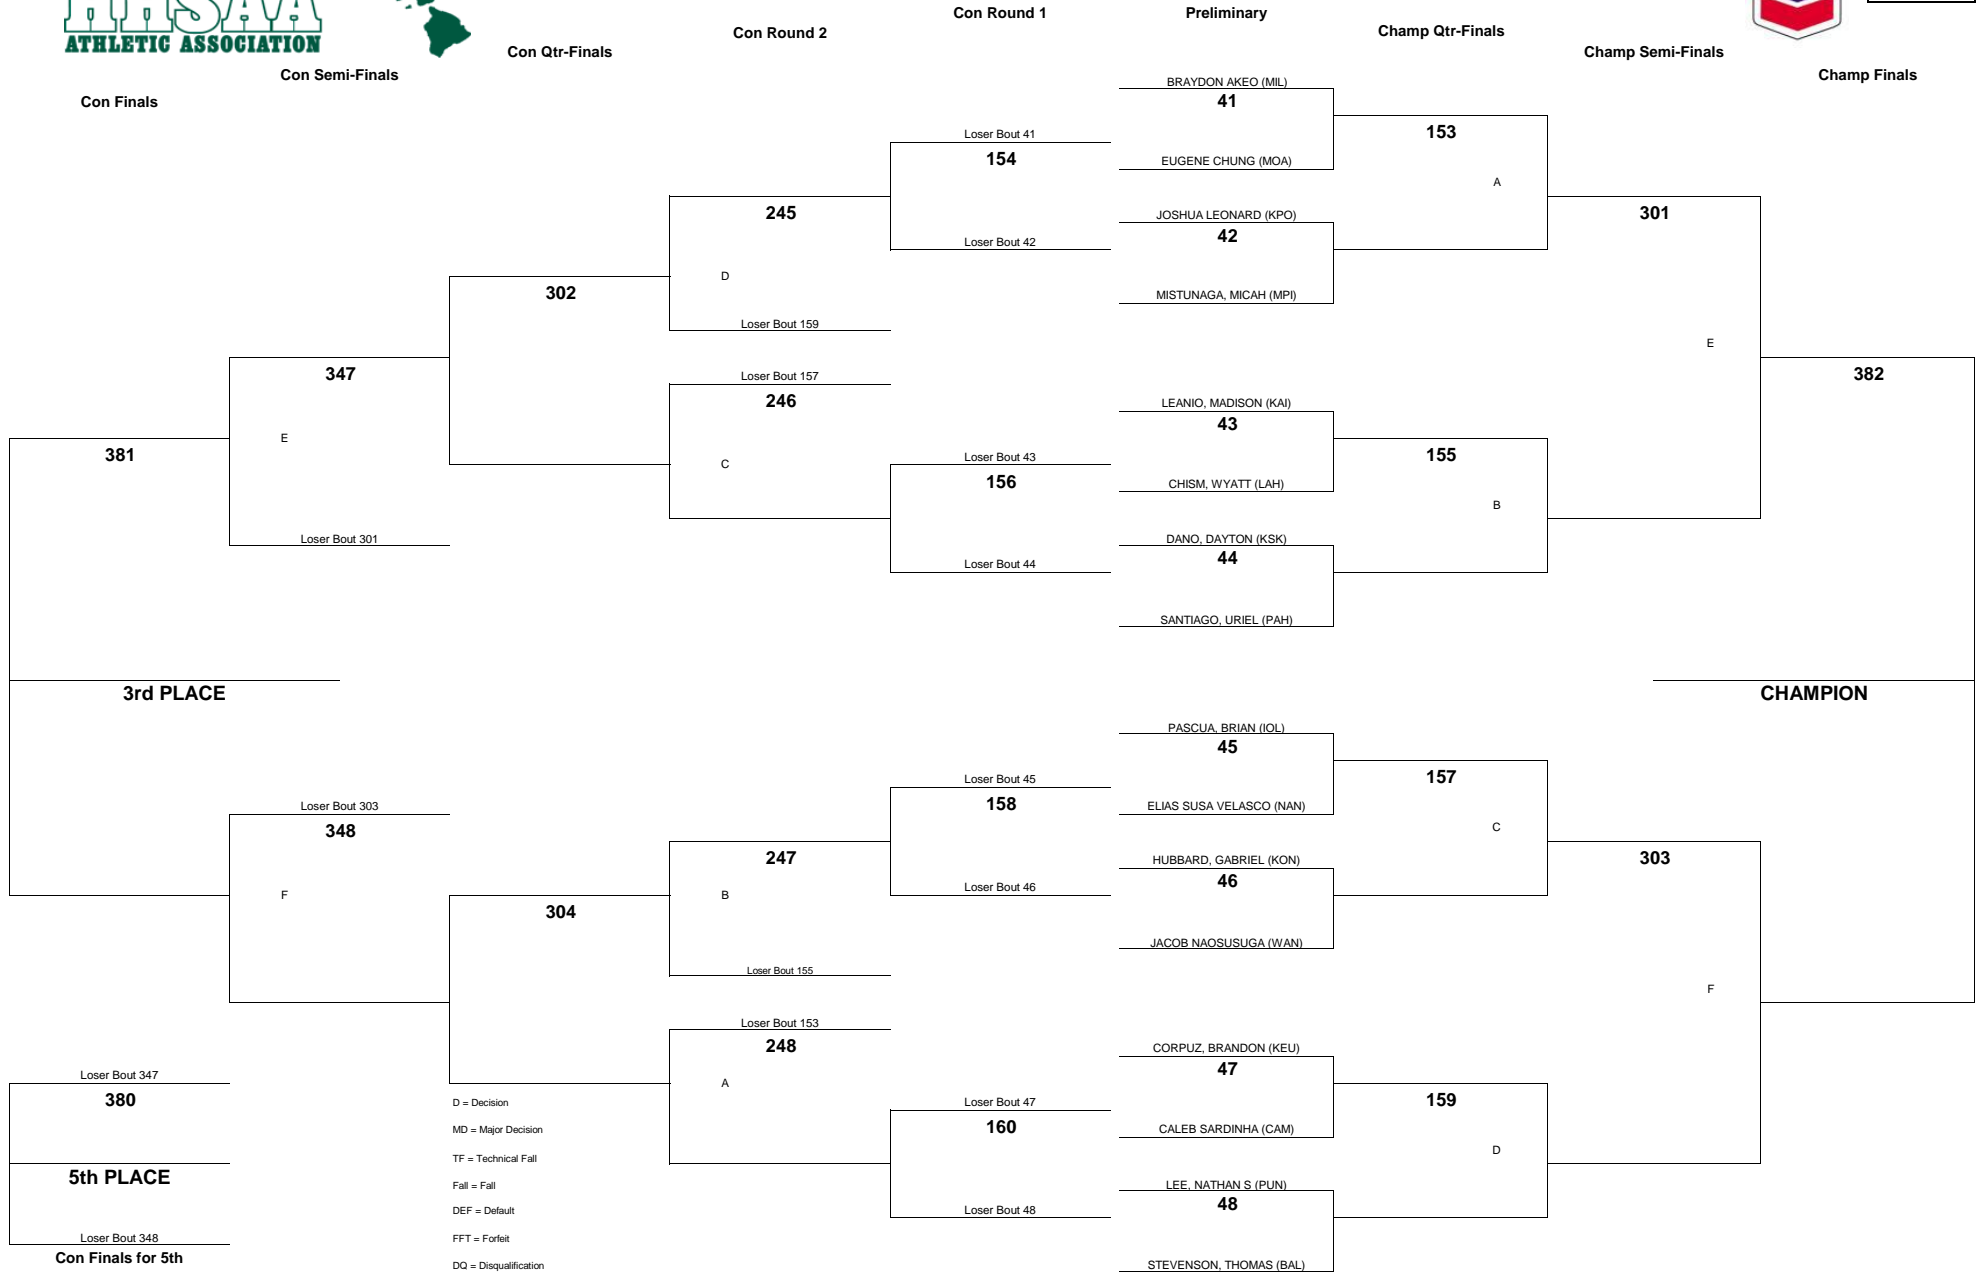 HHSAA
ATHLETIC ASSOCIATION
Con Round 1
Preliminary
Con Round 2
Champ Qtr-Finals
Con Qtr-Finals
Champ Semi-Finals
Con Semi-Finals
Champ Finals
Con Finals
BRAYDON AKEO (MIL)
41
Loser Bout 41
153
154
EUGENE CHUNG (MOA)
A
245
JOSHUA LEONARD (KPO)
301
Loser Bout 42
42
D
302
MISTUNAGA, MICAH (MPI)
Loser Bout 159
E
347
Loser Bout 157
382
246
LEANIO, MADISON (KAI)
43
E
381
C
Loser Bout 43
155
156
CHISM, WYATT (LAH)
B
Loser Bout 301
DANO, DAYTON (KSK)
Loser Bout 44
44
SANTIAGO, URIEL (PAH)
3rd PLACE
CHAMPION
PASCUA, BRIAN (IOL)
45
Loser Bout 45
157
Loser Bout 303
158
ELIAS SUSA VELASCO (NAN)
348
C
247
HUBBARD, GABRIEL (KON)
303
Loser Bout 46
46
F
B
304
JACOB NAOSUSUGA (WAN)
Loser Bout 155
F
Loser Bout 153
248
CORPUZ, BRANDON (KEU)
47
Loser Bout 347
A
380
D = Decision
Loser Bout 47
159
160
MD = Major Decision
CALEB SARDINHA (CAM)
D
TF = Technical Fall
5th PLACE
Fall = Fall
LEE, NATHAN S (PUN)
48
DEF = Default
Loser Bout 48
Loser Bout 348
FFT = Forfeit
Con Finals for 5th
DQ = Disqualification
STEVENSON, THOMAS (BAL)